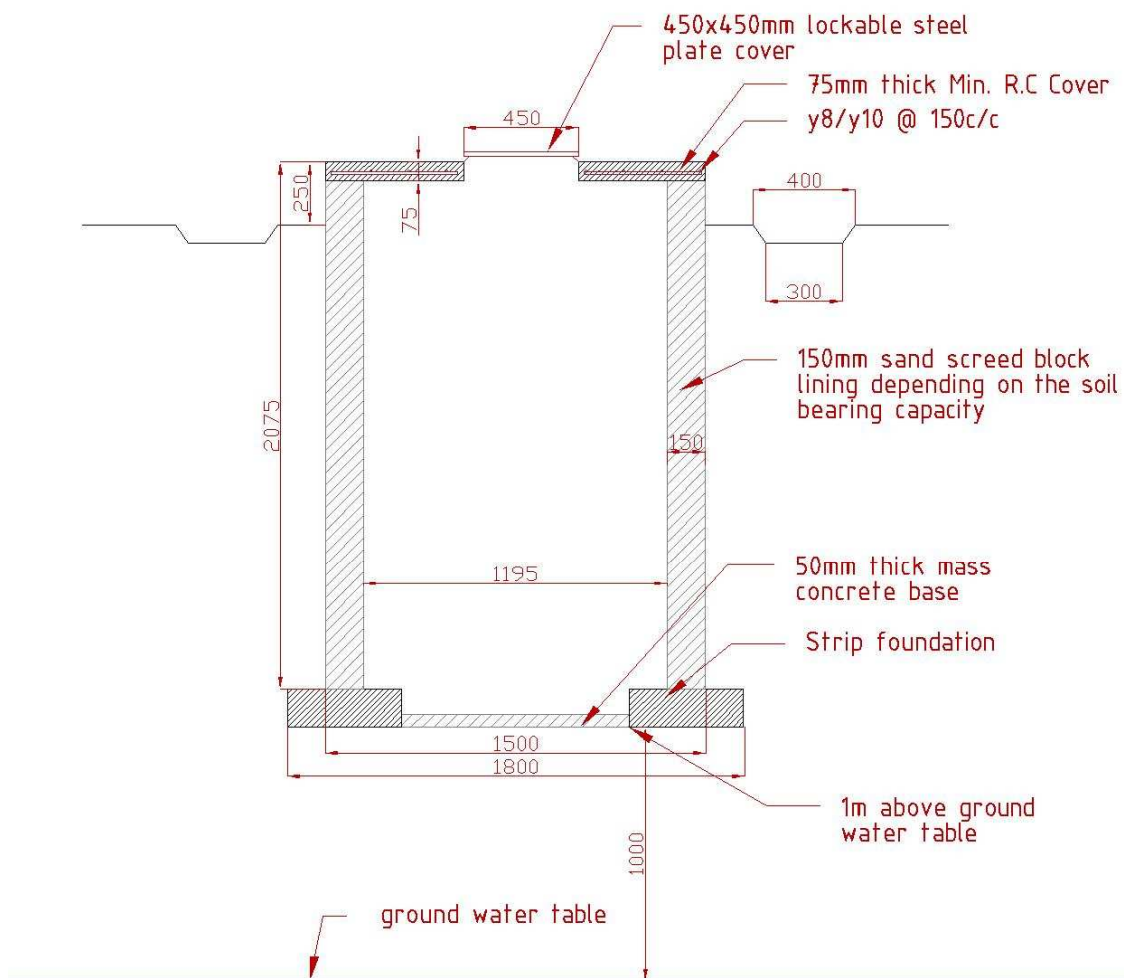 450x450mm lockable steel
plate cover
75mm thick Min. R.C Cover
y8/y10 @ 150c/c
450
400
250
75
300
150mm sand screed block
lining depending on the soil
bearing capacity
2075
150
50mm thick mass
concrete base
1195
Strip foundation
1500
1800
1m above ground
water table
1000
ground water table